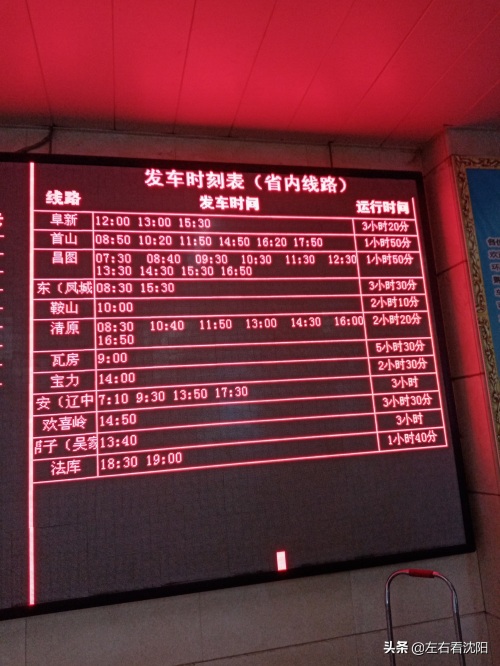 发车时刻表（省内线路）
线路 发车时间 运行时间
阜新 12:00 13:00 15:30 3小时20分
首山 08:50 10:20 11:50 14:50 16:20 17:50 1小时50分
昌图 07:30 08:40 09:30 10:30 11:30 12:30 1小时50分
13:30 14:30 15:30 16:50
东（凤城 08:30 15:30 3小时30分
鞍山 10:00 2小时10分
清原 08:30 10:40 11:50 13:00 14:30 16:00 2小时20分
16:50
瓦房 9:00 5小时30分
宝力 14:00 2小时30分
安（辽中 7:10 9:30 13:50 17:30 3小时
欢喜岭 14:50 3小时30分
子（吴家 13:40 3小时
法库 18:30 19:00 1小时40分
头条 @左右看沈阳